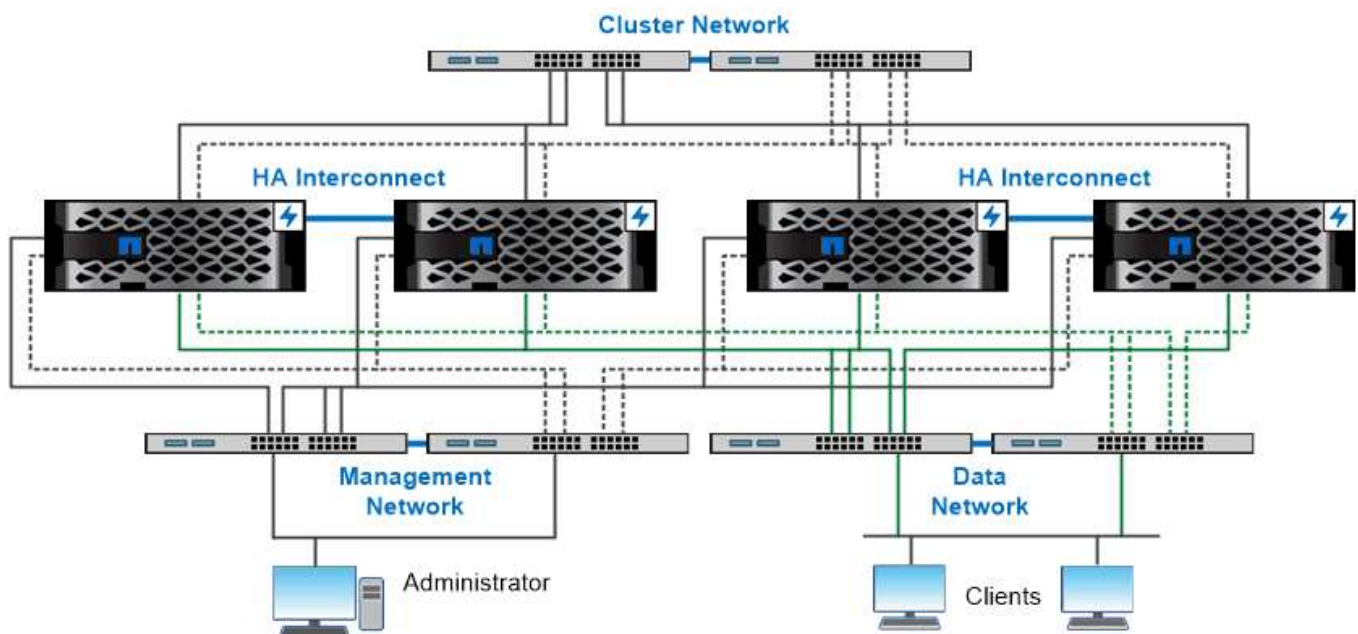 Cluster Network
HA Interconnect
HA Interconnect
Management
Network
Data
Network
Administrator
Clients